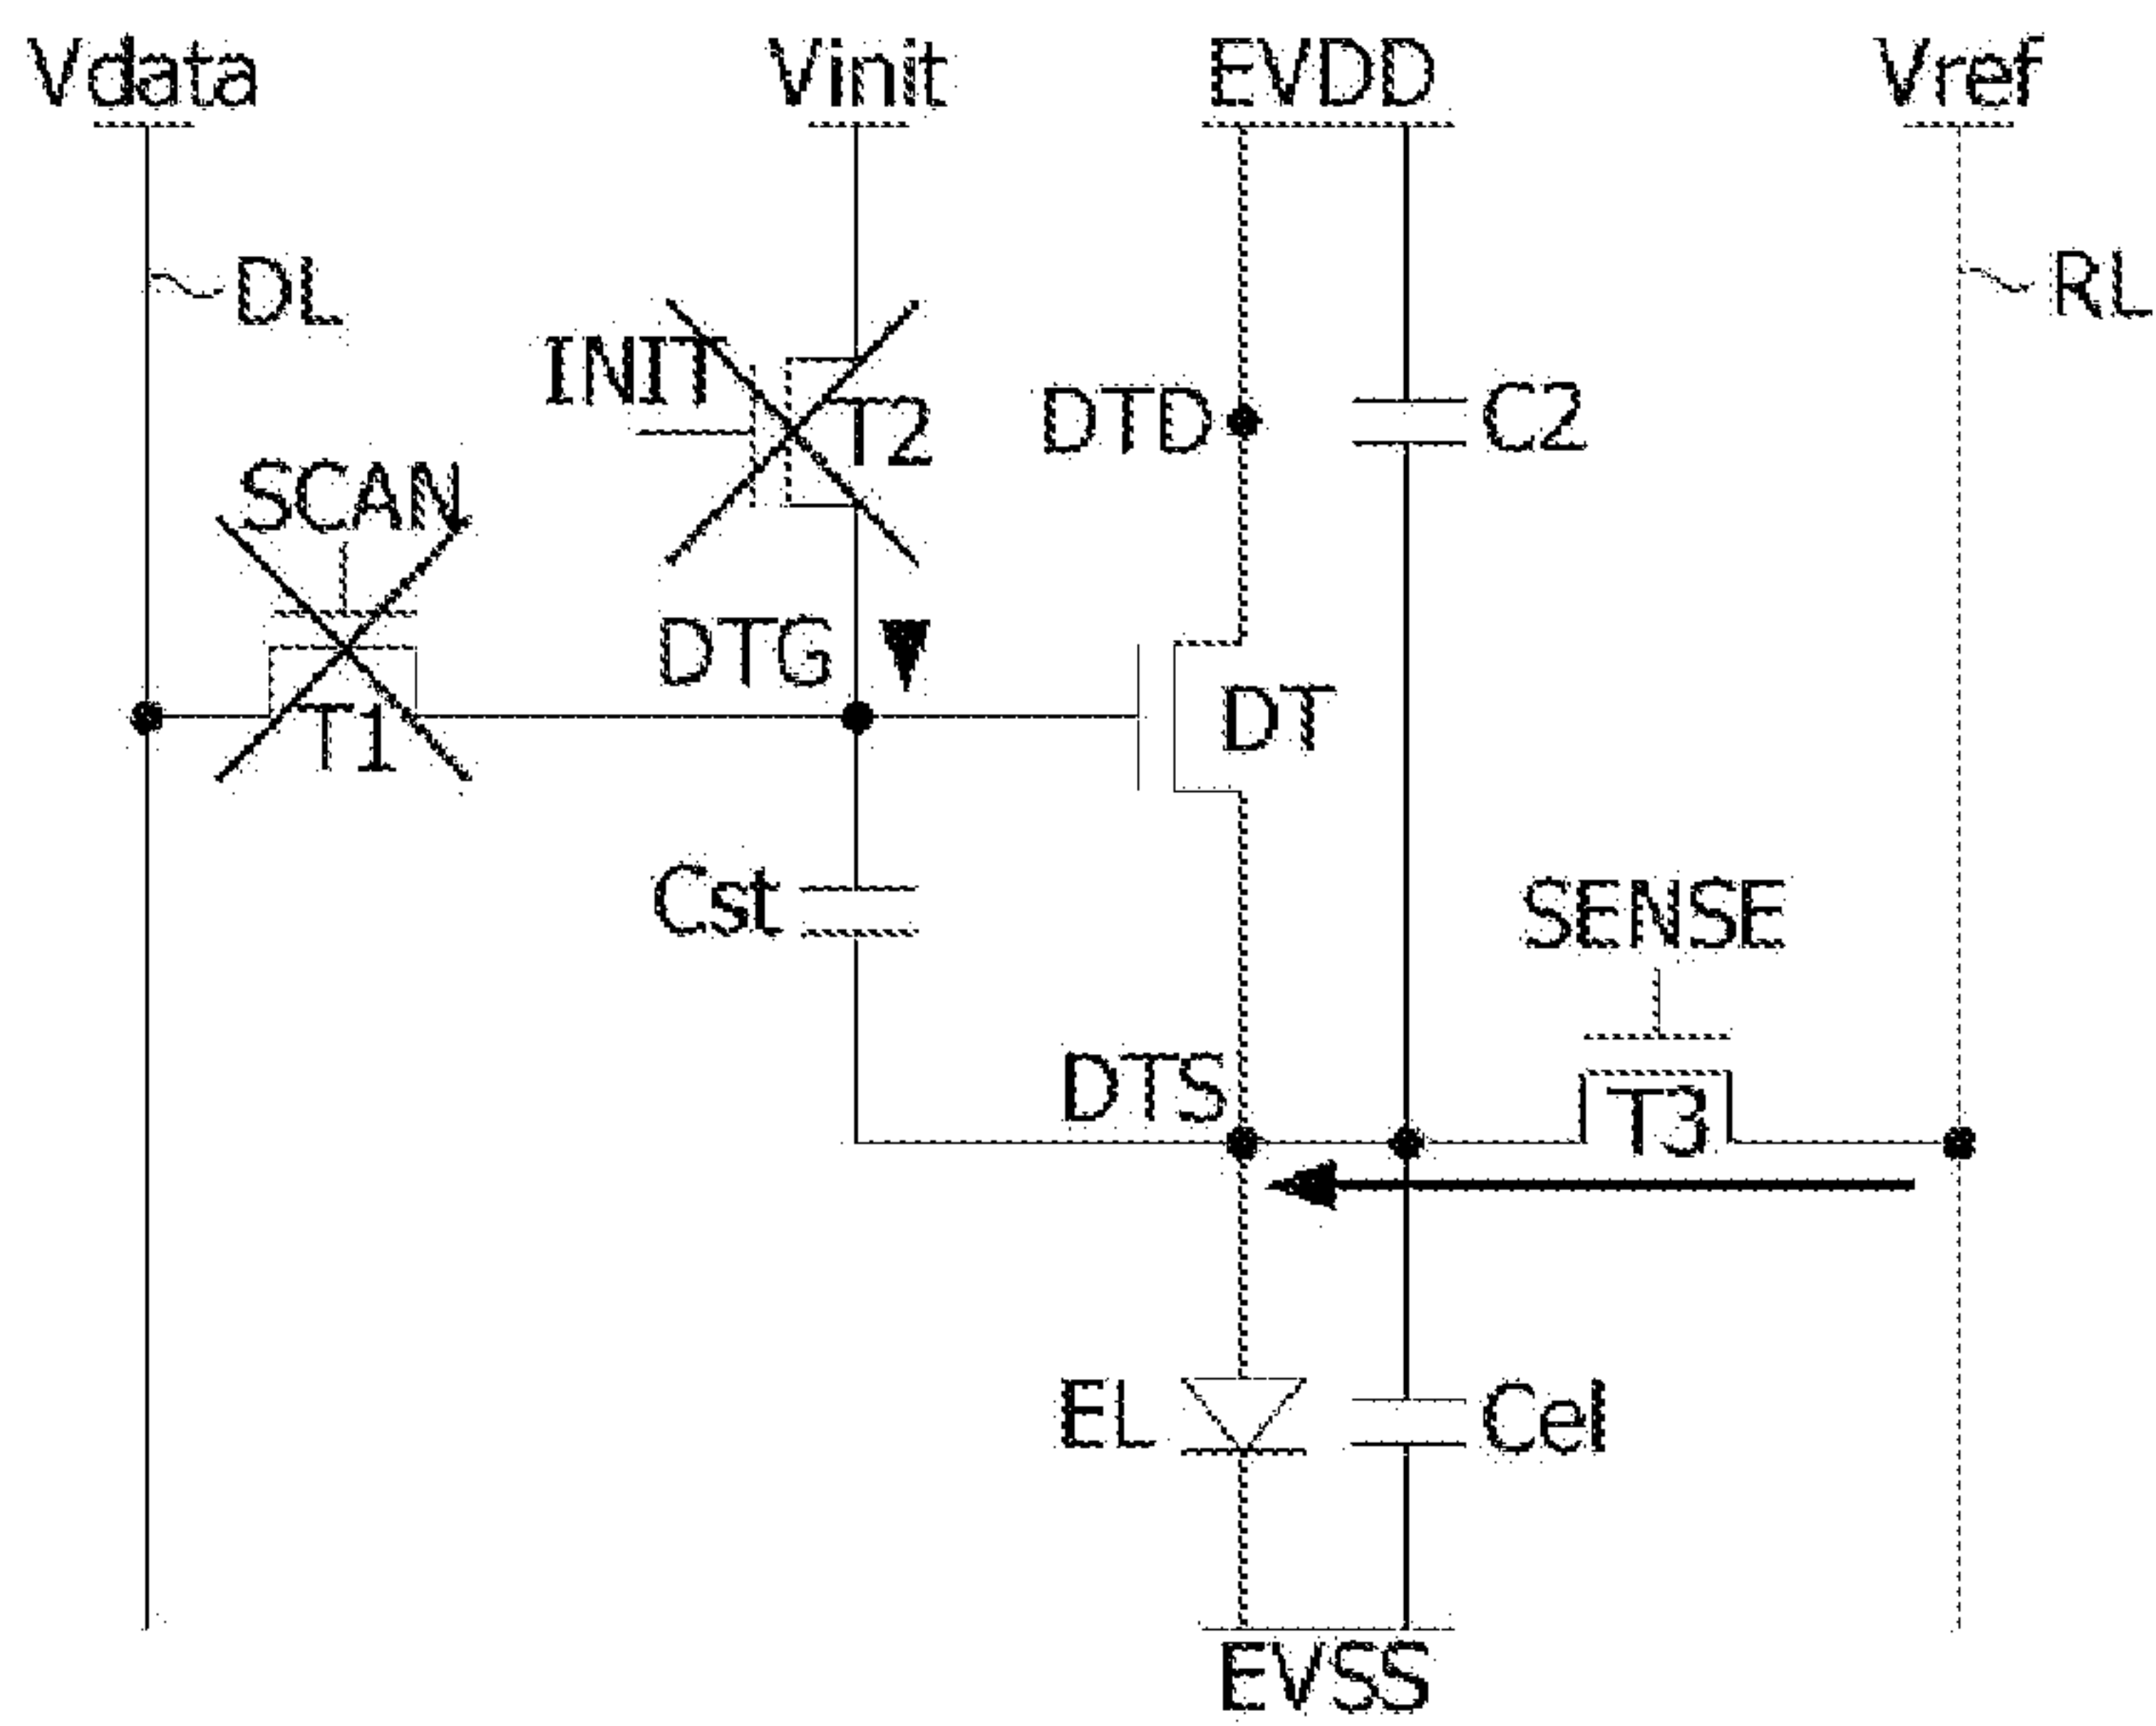 Vdata Vinit EVDD Vref
DL RL
INIT
T2 DTD C2
SCAN
DTG
DT
T1
Cst SENSE
DTS T3
EL Cel
EVSS